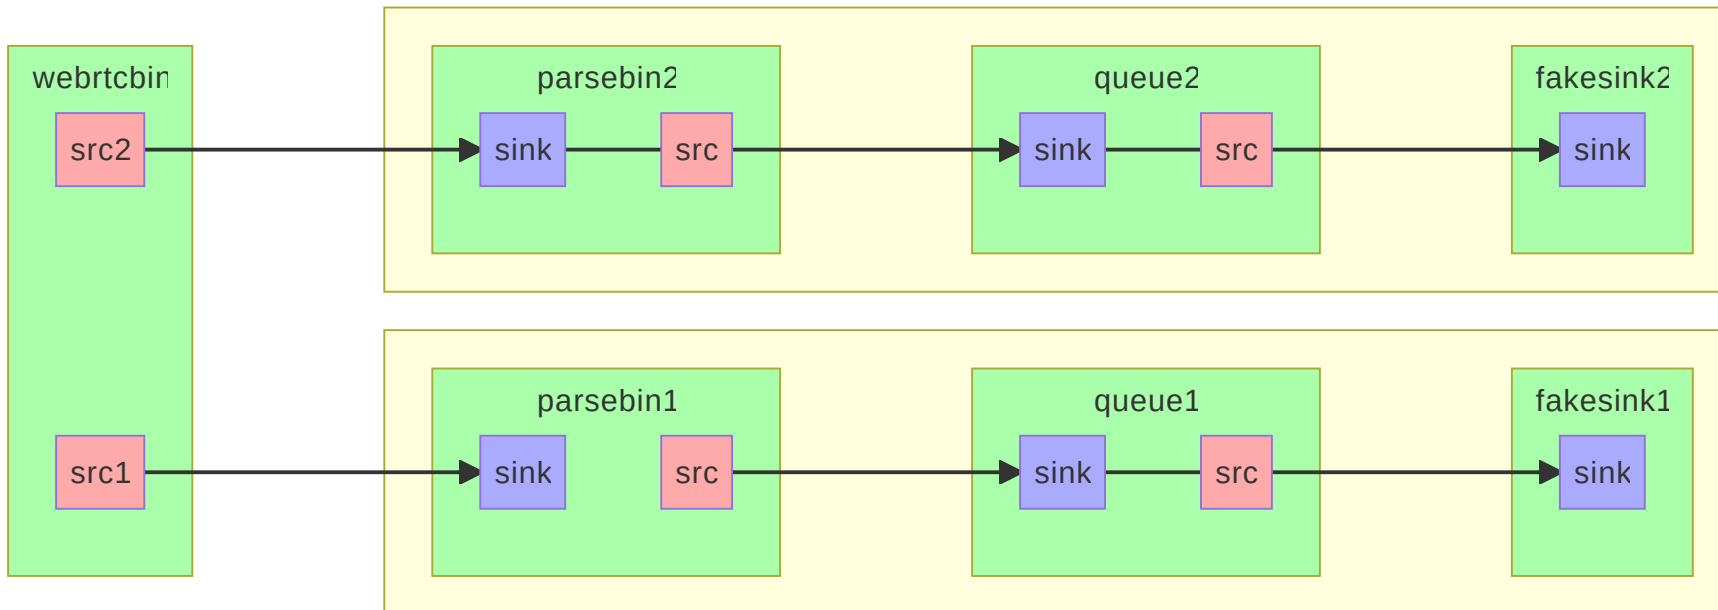 webrtcbin
parsebin2
queue2
fakesink2
src2
sink
src
sink
src
sink
parsebin1
queue1
fakesink1
src1
sink
src
sink
src
sink